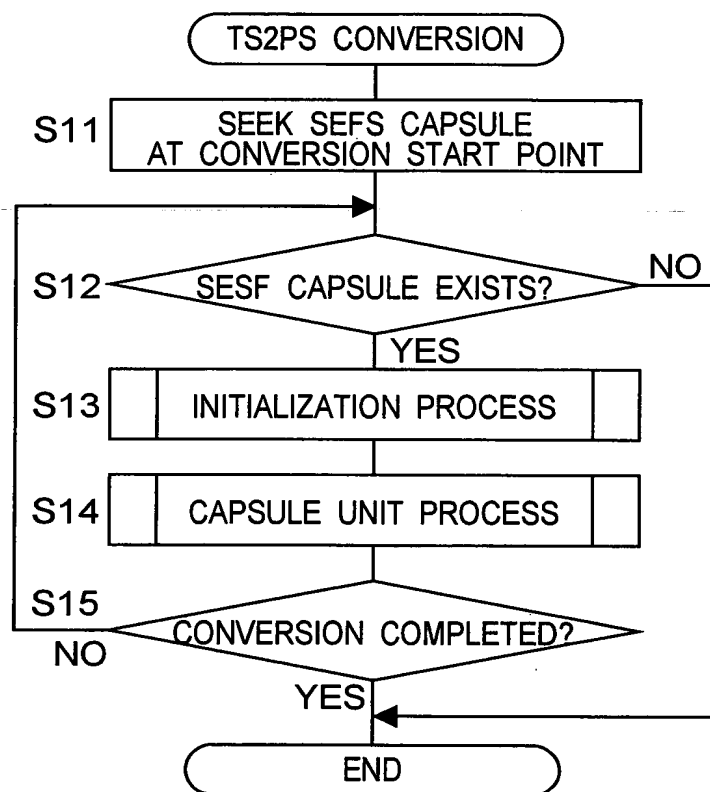 TS2PS CONVERSION
S11
SEEK SEFS CAPSULE
AT CONVERSION START POINT
S12
SESF CAPSULE EXISTS?
NO
YES
S13
INITIALIZATION PROCESS
S14
CAPSULE UNIT PROCESS
S15
CONVERSION COMPLETED?
NO
YES
END